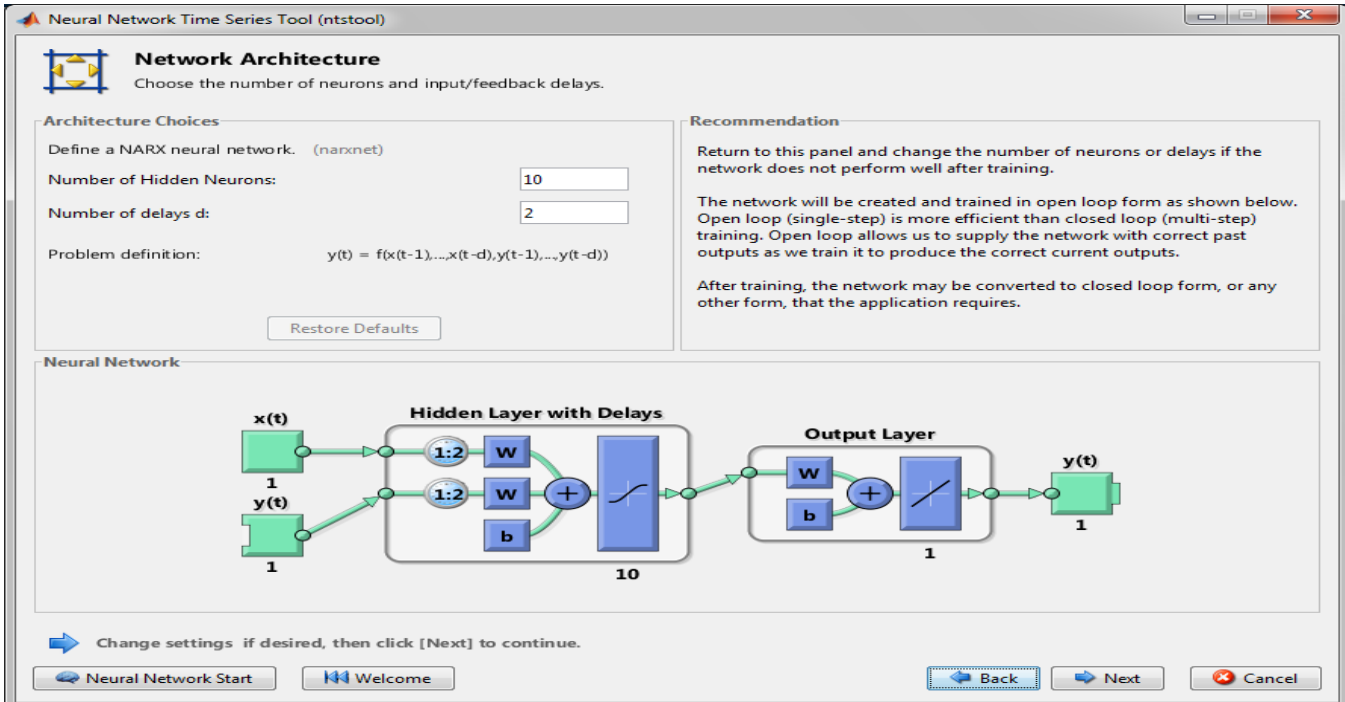 Neural Network Time Series Tool (ntstool)
Network Architecture
Choose the number of neurons and input/feedback delays.
Architecture Choices
Define a NARX neural network. (narxnet)
Number of Hidden Neurons: 10
Number of delays d: 2
Problem definition: y(t) = f(x(t-1),...,x(t-d),y(t-1),...,y(t-d))
Restore Defaults
Recommendation
Return to this panel and change the number of neurons or delays if the
network does not perform well after training.
The network will be created and trained in open loop form as shown below.
Open loop (single-step) is more efficient than closed loop (multi-step)
training. Open loop allows us to supply the network with correct past
outputs as we train it to produce the correct current outputs.
After training, the network may be converted to closed loop form, or any
other form, that the application requires.
Neural Network
x(t)
1
y(t)
1
Hidden Layer with Delays
1:2 W
1:2 W
b
+
10
Output Layer
W
b
+
1
y(t)
1
Change settings if desired, then click [Next] to continue.
Neural Network Start Welcome Back Next Cancel